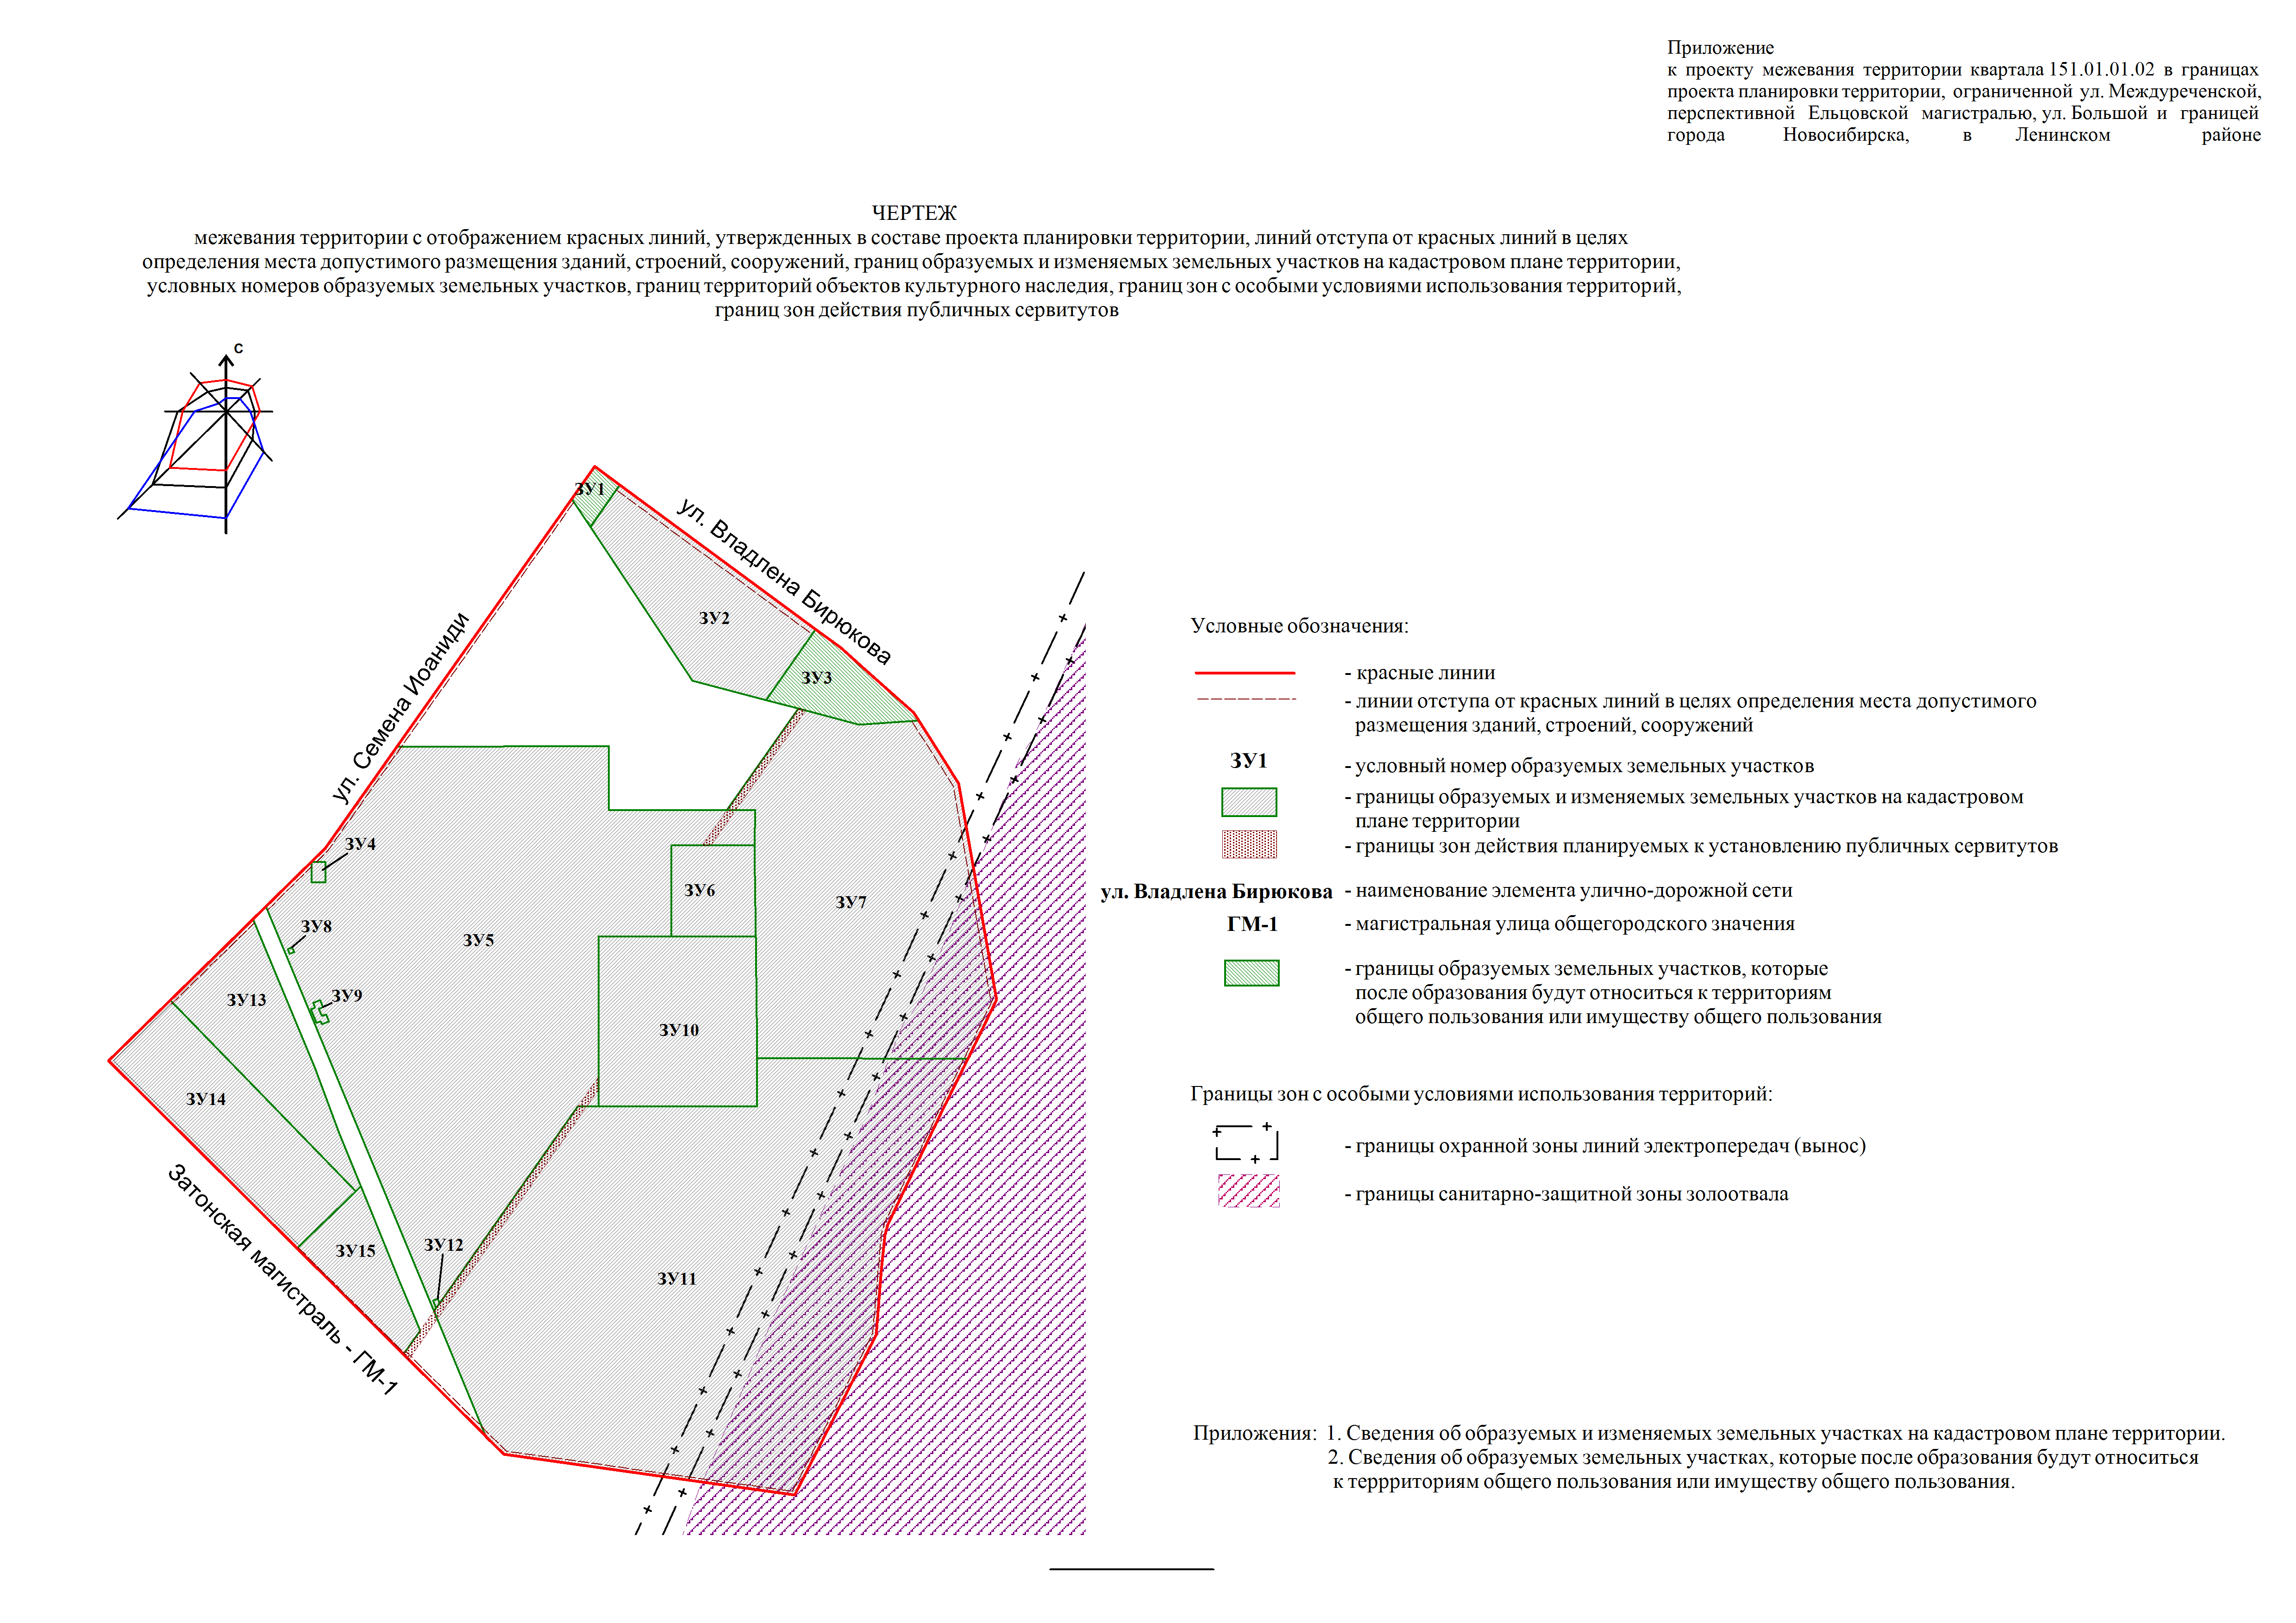 Приложение
к проекту межевания территории квартала 151.01.01.02 в границах
проекта планировки территории, ограниченной ул. Междуреченской,
перспективной Ельцовской магистралью, ул. Большой и границей
города Новосибирска, в Ленинском районе
ЧЕРТЕЖ
межевания территории с отображением красных линий, утвержденных в составе проекта планировки территории, линий отступа от красных линий в целях
определения места допустимого размещения зданий, строений, сооружений, границ образуемых и изменяемых земельных участков на кадастровом плане территории,
условных номеров образуемых земельных участков, границ территорий объектов культурного наследия, границ зон с особыми условиями использования территорий,
границ зон действия публичных сервитутов
С
ЗУ1
ул. Владлена Бирюкова
ЗУ2
ЗУ3
ул. Семена Иоаниди
ЗУ4
ЗУ6
ЗУ7
ЗУ8
ЗУ5
ЗУ9
ЗУ13
ЗУ10
ЗУ14
ЗУ12
ЗУ15
ЗУ11
Затонская магистраль - ГМ-1
Условные обозначения:
- красные линии
- линии отступа от красных линий в целях определения места допустимого
размещения зданий, строений, сооружений
ЗУ1 - условный номер образуемых земельных участков
- границы образуемых и изменяемых земельных участков на кадастровом
плане территории
- границы зон действия планируемых к установлению публичных сервитутов
ул. Владлена Бирюкова - наименование элемента улично-дорожной сети
ГМ-1 - магистральная улица общегородского значения
- границы образуемых земельных участков, которые
после образования будут относиться к территориям
общего пользования или имуществу общего пользования
Границы зон с особыми условиями использования территорий:
- границы охранной зоны линий электропередач (вынос)
- границы санитарно-защитной зоны золоотвала
Приложения: 1. Сведения об образуемых и изменяемых земельных участках на кадастровом плане территории.
2. Сведения об образуемых земельных участках, которые после образования будут относиться
к террриториям общего пользования или имуществу общего пользования.